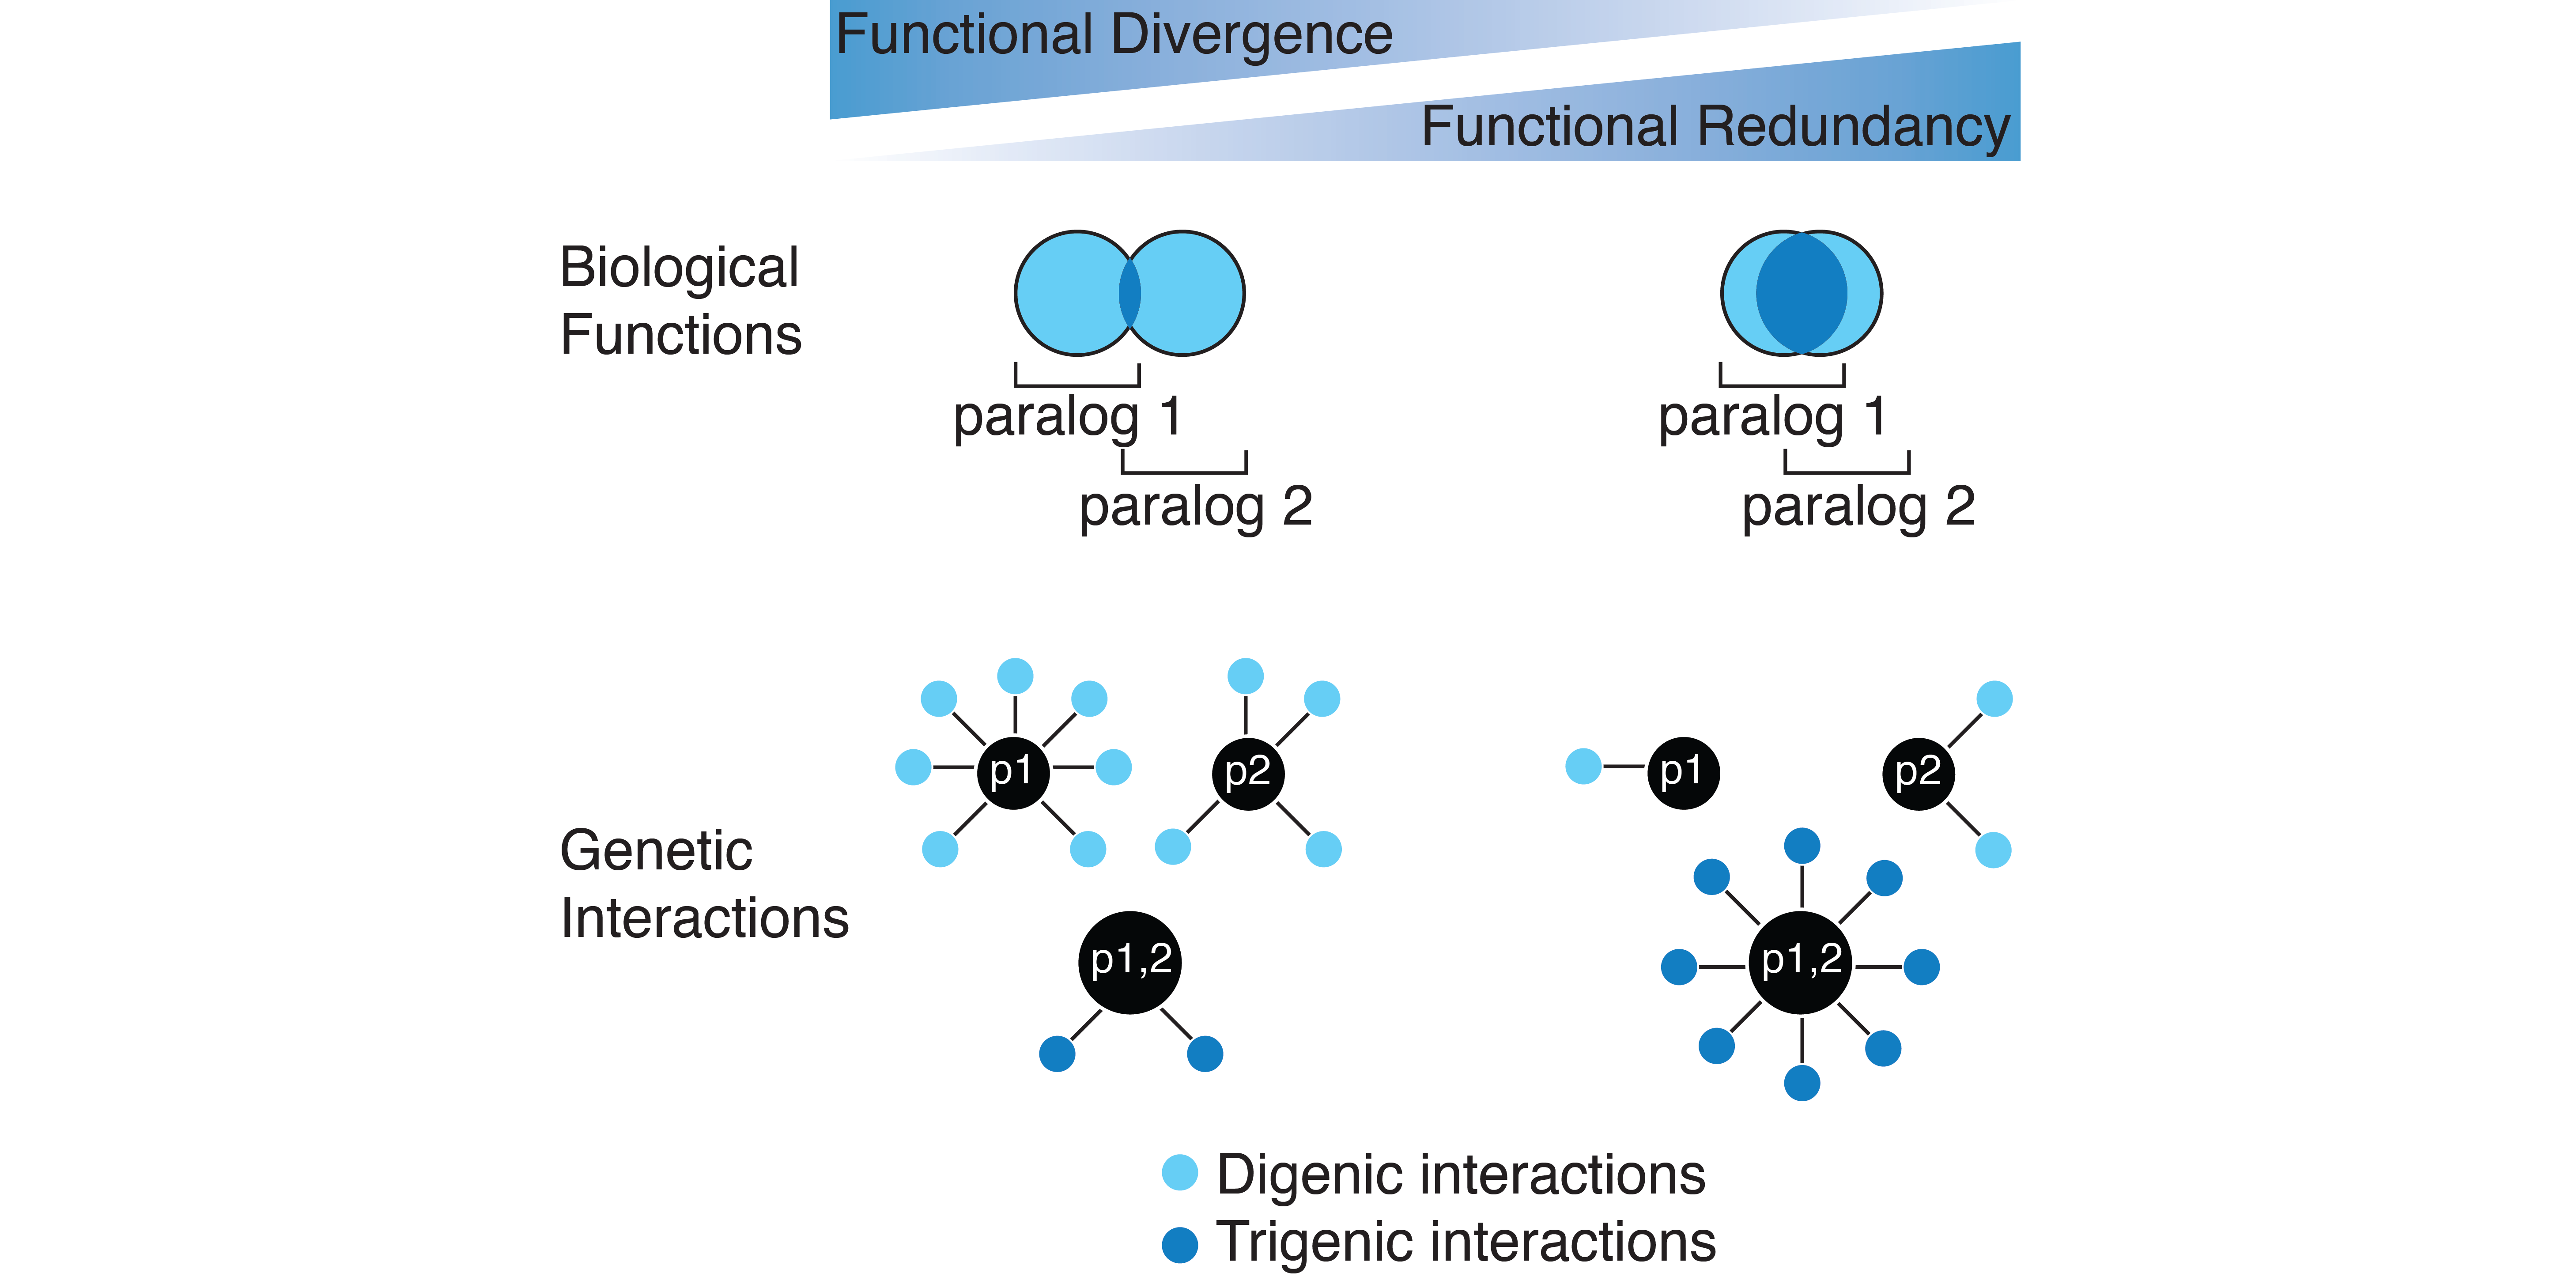 Functional Divergence
Functional Redundancy
Biological
Functions
paralog 1
paralog 2
paralog 1
paralog 2
Genetic
Interactions
p1
p2
p1,2
p1
p2
p1,2
Digenic interactions
Trigenic interactions